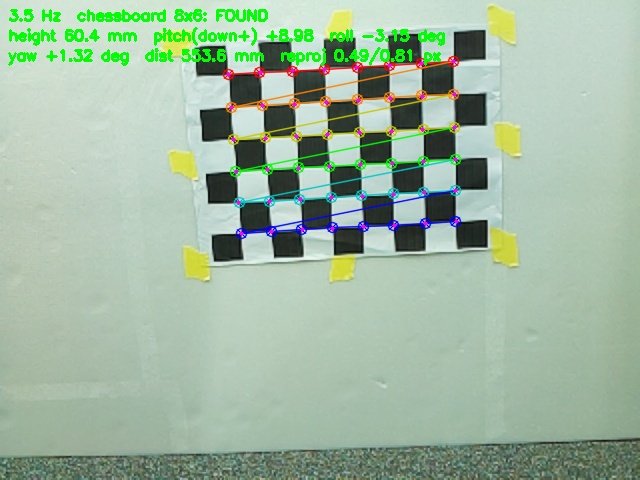 3.5 Hz chessboard 8x6: FOUND
height 60.4 mm pitch(down+) +8.98 roll -3.15 deg
yaw +1.32 deg dist 553.6 mm reproj 0.49/0.81 px